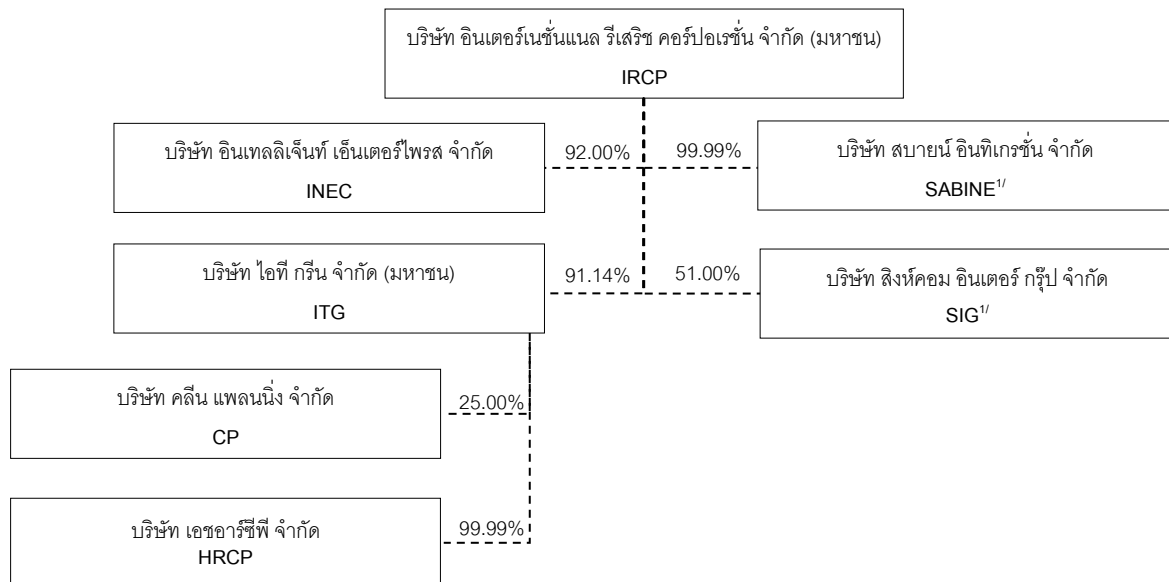 บริษัท อินเตอร์เนชั่นแนล รีเสริช คอร์ปอเรชั่น จำกัด (มหาชน)
IRCP
บริษัท อินเทลลิเจ็นท์ เอ็นเตอร์ไพรส จำกัด
INEC
92.00%
99.99%
บริษัท สบายน์ อินทิเกรชั่น จำกัด
SABINE1/
บริษัท ไอที กรีน จำกัด (มหาชน)
ITG
91.14%
51.00%
บริษัท สิงห์คอม อินเตอร์ กรุ๊ป จำกัด
SIG1/
บริษัท คลีน แพลนนิ่ง จำกัด
CP
25.00%
บริษัท เอชอาร์ซีพี จำกัด
HRCP
99.99%